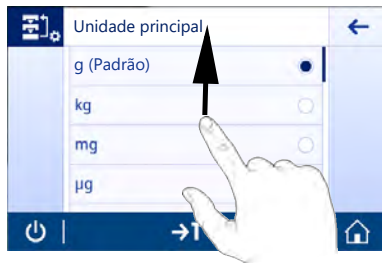 Unidade principal
g (Padrão)
kg
mg
µg
→T